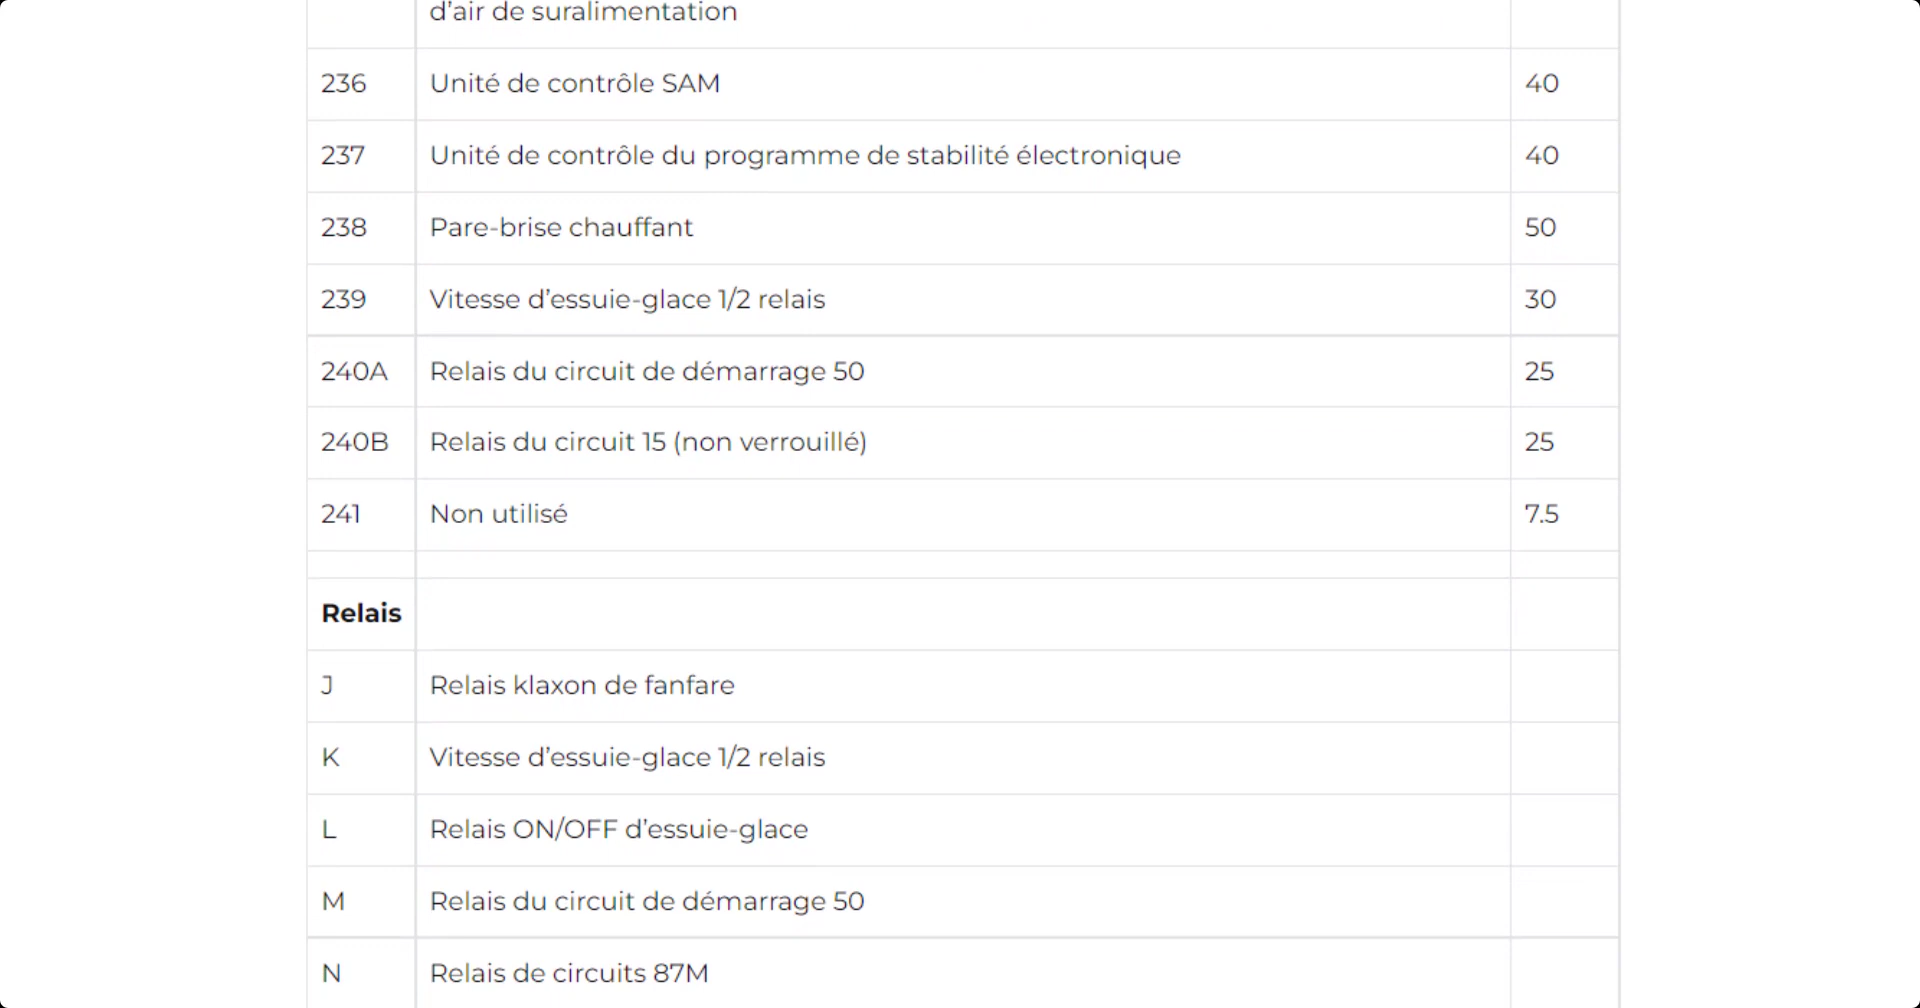 d’air de suralimentation
236 Unité de contrôle SAM 40
237 Unité de contrôle du programme de stabilité électronique 40
238 Pare-brise chauffant 50
239 Vitesse d’essuie-glace 1/2 relais 30
240A Relais du circuit de démarrage 50 25
240B Relais du circuit 15 (non verrouillé) 25
241 Non utilisé 7.5
Relais
J Relais klaxon de fanfare
K Vitesse d’essuie-glace 1/2 relais
L Relais ON/OFF d’essuie-glace
M Relais du circuit de démarrage 50
N Relais de circuits 87M